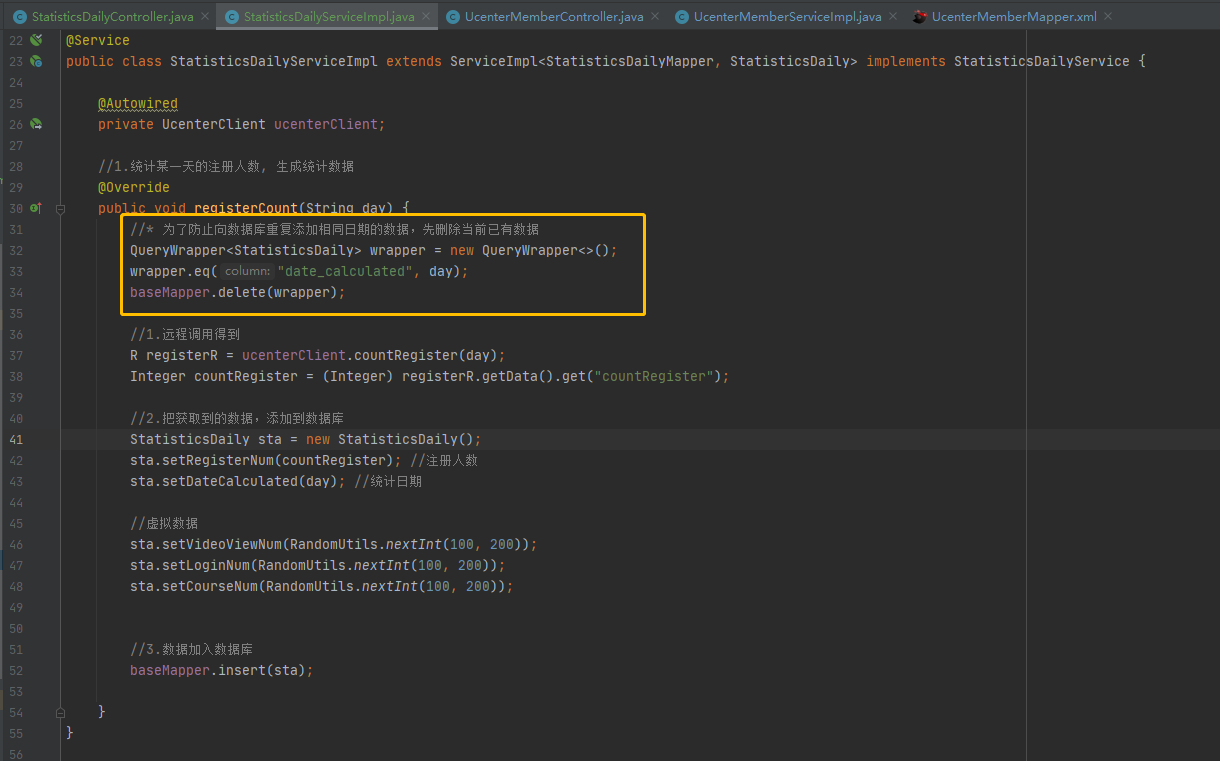 StatisticsDailyController.java StatisticsDailyServiceImpl.java UcenterMemberController.java UcenterMemberServiceImpl.java UcenterMemberMapper.xml
22 @Service
23 public class StatisticsDailyServiceImpl extends ServiceImpl<StatisticsDailyMapper, StatisticsDaily> implements StatisticsDailyService {
24
25 @Autowired
26 private UcenterClient ucenterClient;
27
28 //1.统计某一天的注册人数, 生成统计数据
29 @Override
30 public void registerCount(String day) {
31 //* 为了防止向数据库重复添加相同日期的数据,先删除当前已有数据
32 QueryWrapper<StatisticsDaily> wrapper = new QueryWrapper<>();
33 wrapper.eq( column: "date_calculated", day);
34 baseMapper.delete(wrapper);
35
36 //1.远程调用得到
37 R registerR = ucenterClient.countRegister(day);
38 Integer countRegister = (Integer) registerR.getData().get("countRegister");
39
40 //2.把获取到的数据,添加到数据库
41 StatisticsDaily sta = new StatisticsDaily();
42 sta.setRegisterNum(countRegister); //注册人数
43 sta.setDateCalculated(day); //统计日期
44
45 //虚拟数据
46 sta.setVideoViewNum(RandomUtils.nextInt(100, 200));
47 sta.setLoginNum(RandomUtils.nextInt(100, 200));
48 sta.setCourseNum(RandomUtils.nextInt(100, 200));
49
50
51 //3.数据加入数据库
52 baseMapper.insert(sta);
53
54 }
55 }
56